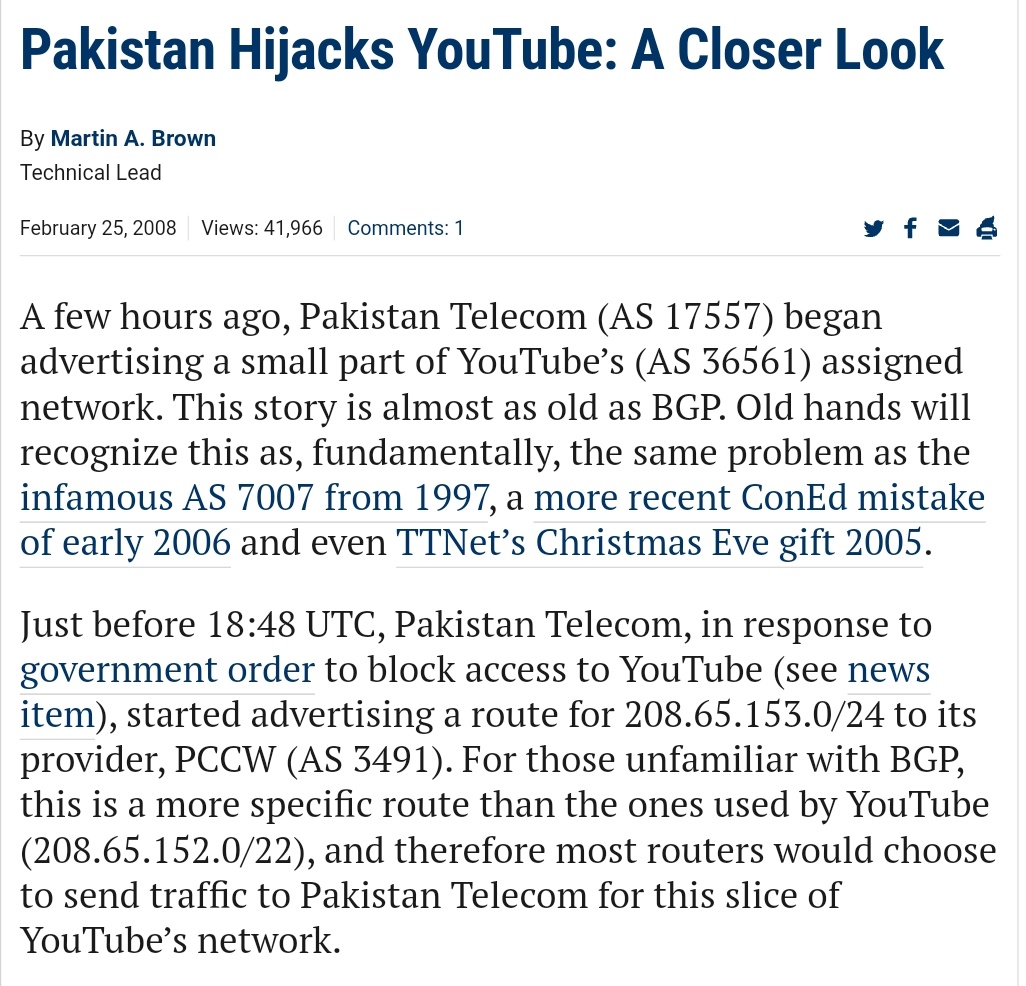 Pakistan Hijacks YouTube: A Closer Look
By Martin A. Brown
Technical Lead
February 25, 2008 Views: 41,966 Comments: 1
A few hours ago, Pakistan Telecom (AS 17557) began
advertising a small part of YouTube’s (AS 36561) assigned
network. This story is almost as old as BGP. Old hands will
recognize this as, fundamentally, the same problem as the
infamous AS 7007 from 1997, a more recent ConEd mistake
of early 2006 and even TTNet’s Christmas Eve gift 2005.
Just before 18:48 UTC, Pakistan Telecom, in response to
government order to block access to YouTube (see news
item), started advertising a route for 208.65.153.0/24 to its
provider, PCCW (AS 3491). For those unfamiliar with BGP,
this is a more specific route than the ones used by YouTube
(208.65.152.0/22), and therefore most routers would choose
to send traffic to Pakistan Telecom for this slice of
YouTube’s network.